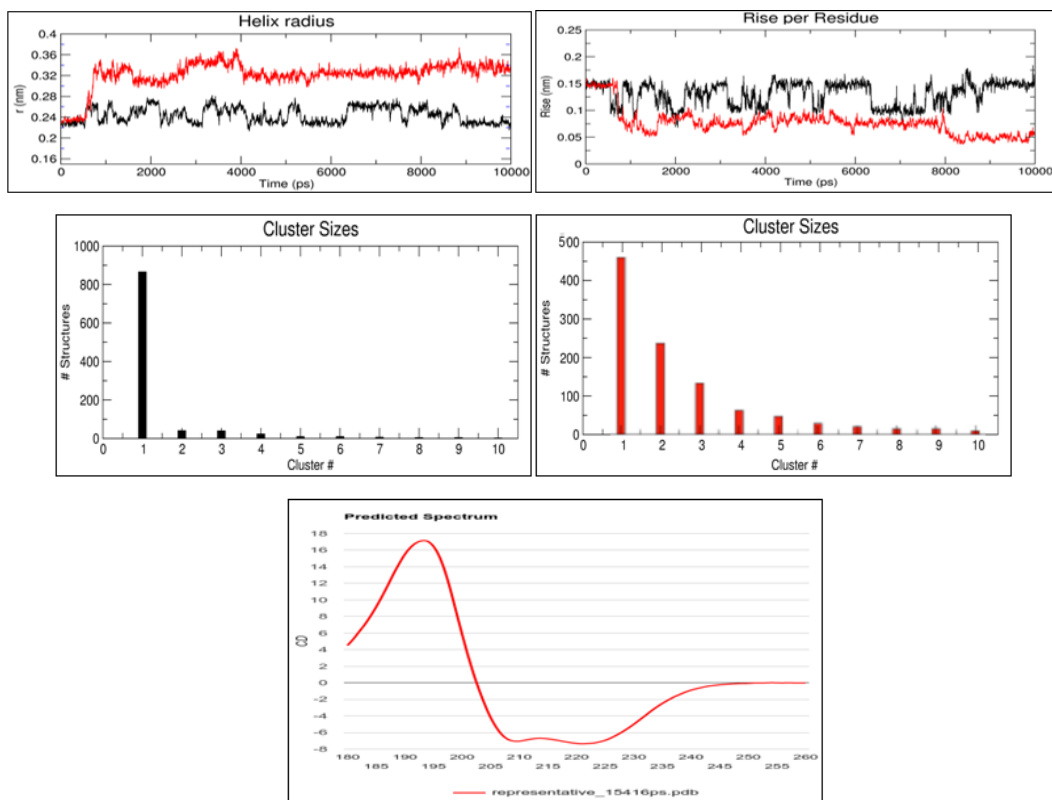 Helix radius
0.4
0.36
0.32
0.28
0.24
0.2
0.16
r (nm)
0 2000 4000 6000 8000 10000
Time (ps)
Rise per Residue
0.25
0.2
0.15
0.1
0.05
0
Rise (nm)
0 2000 4000 6000 8000 10000
Time (ps)
Cluster Sizes
1000
800
600
400
200
0
# Structures
0 1 2 3 4 5 6 7 8 9 10
Cluster #
Cluster Sizes
500
400
300
200
100
0
# Structures
0 1 2 3 4 5 6 7 8 9 10
Cluster #
Predicted Spectrum
18
16
14
12
10
8
6
4
2
0
-2
-4
-6
-8
CD
180 190 200 210 220 230 240 250 260
185 195 205 215 225 235 245 255
representative_15416ps.pdb